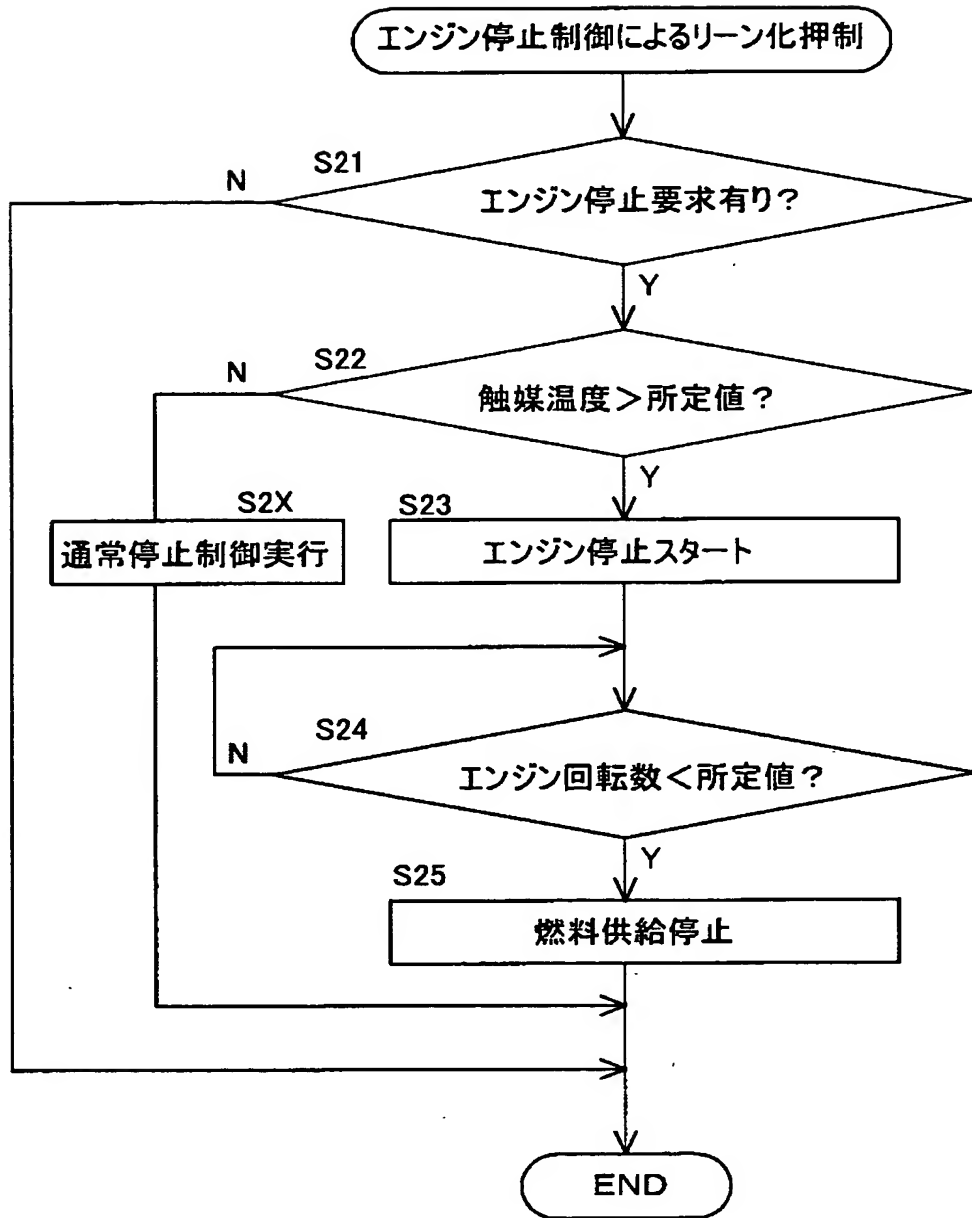 エンジン停止制御によるリーン化押制
S21
N
エンジン停止要求有り？
Y
S22
N
触媒温度＞所定値？
Y
S2X
通常停止制御実行
S23
エンジン停止スタート
S24
N
エンジン回転数＜所定値？
Y
S25
燃料供給停止
END